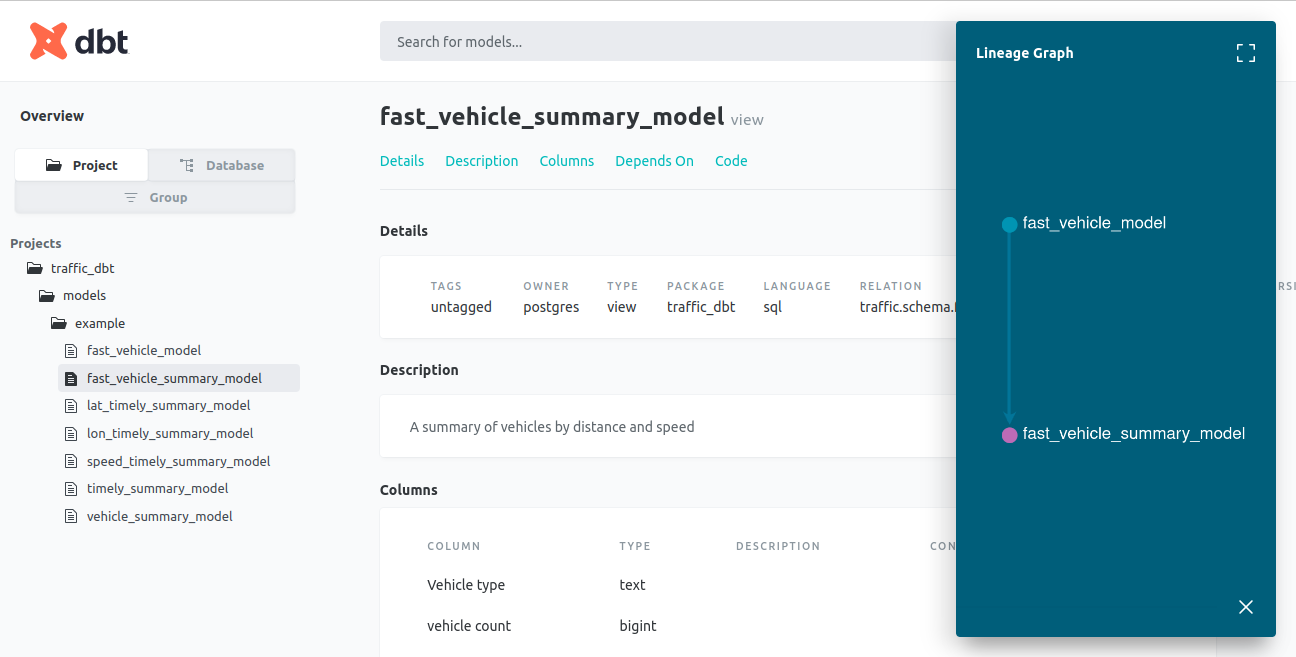 dbt
Search for models...
Lineage Graph
Overview
Project
Database
Group
Projects
traffic_dbt
models
example
fast_vehicle_model
fast_vehicle_summary_model
lat_timely_summary_model
lon_timely_summary_model
speed_timely_summary_model
timely_summary_model
vehicle_summary_model
fast_vehicle_summary_model view
Details Description Columns Depends On Code
Details
TAGS OWNER TYPE PACKAGE LANGUAGE RELATION
untagged postgres view traffic_dbt sql traffic.schema.
Description
A summary of vehicles by distance and speed
Columns
COLUMN TYPE DESCRIPTION CON
Vehicle type text
vehicle count bigint
fast_vehicle_model
fast_vehicle_summary_model